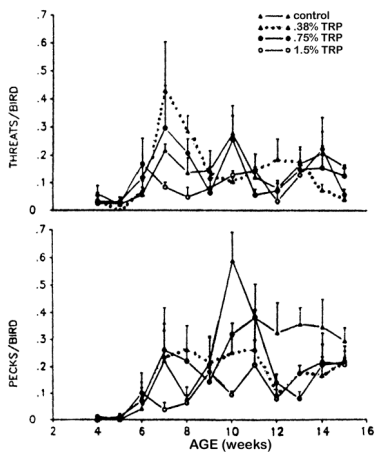 control
.38% TRP
.75% TRP
1.5% TRP
THREATS/BIRD
.7
.6
.5
.4
.3
.2
.1
0
PECKS/BIRD
.7
.6
.5
.4
.3
.2
.1
0
2 4 6 8 10 12 14 16
AGE (weeks)